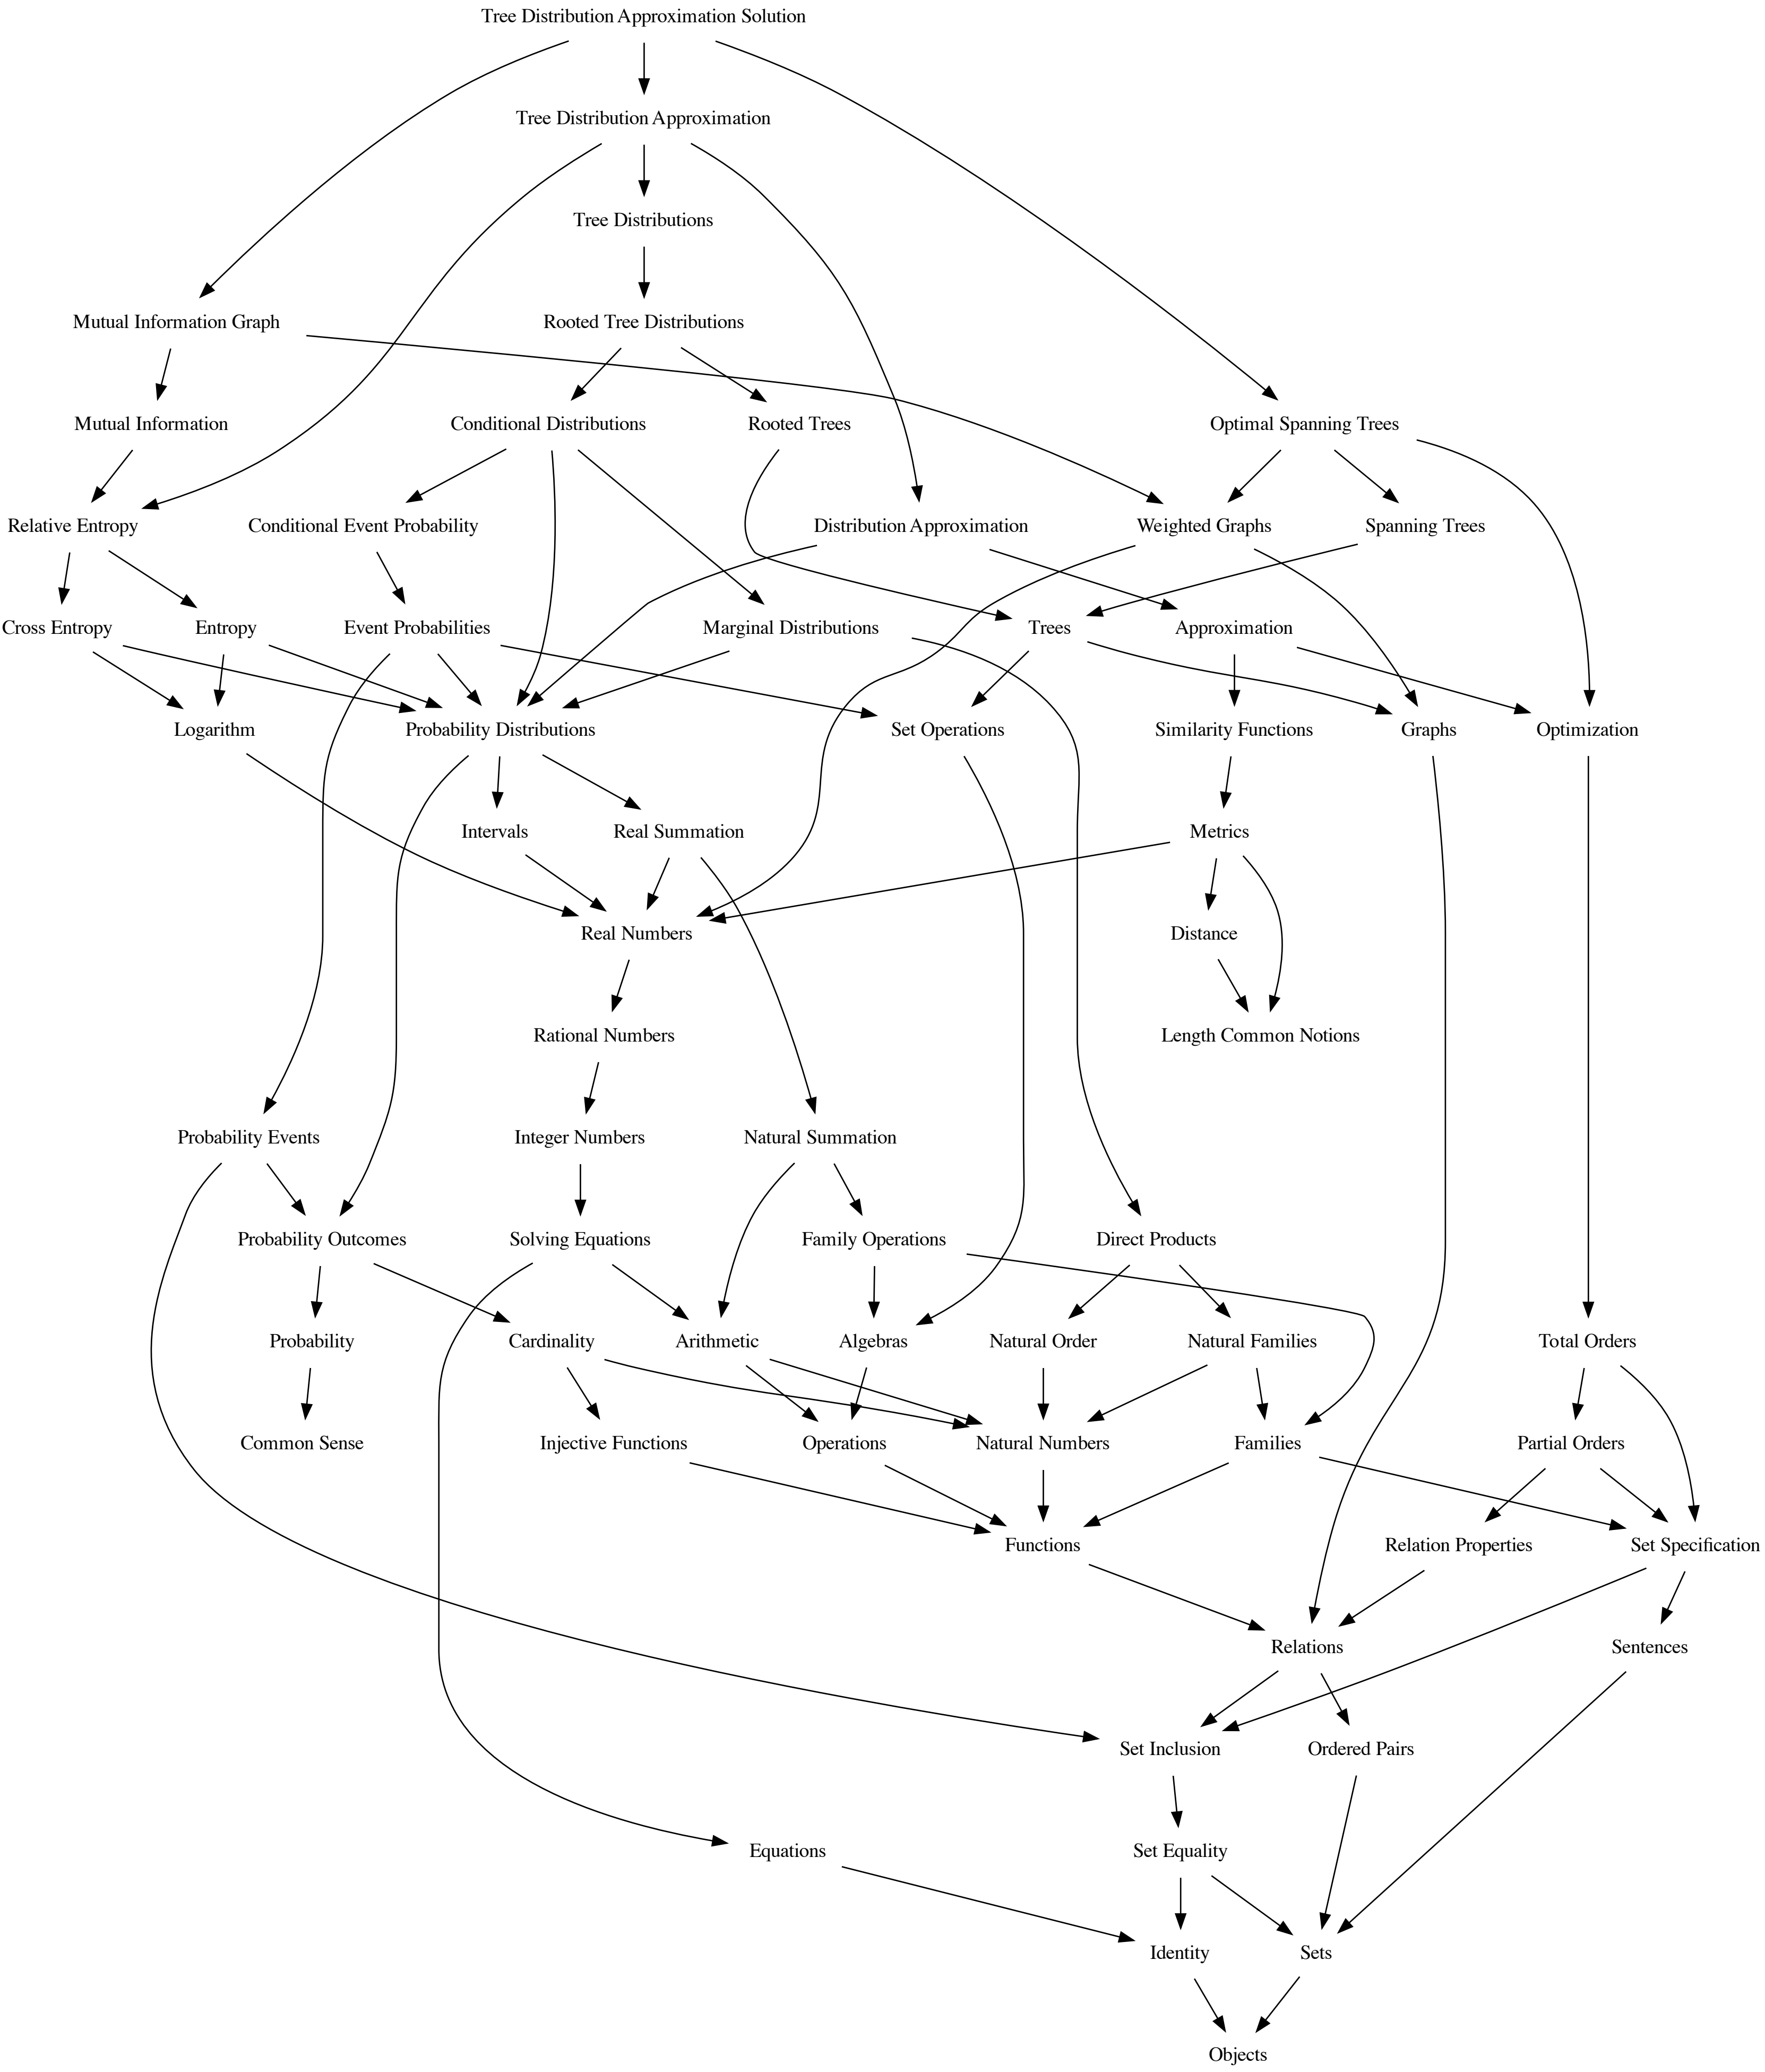 Tree Distribution Approximation Solution
Tree Distribution Approximation
Tree Distributions
Mutual Information Graph
Rooted Tree Distributions
Mutual Information
Conditional Distributions
Rooted Trees
Optimal Spanning Trees
Relative Entropy
Conditional Event Probability
Distribution Approximation
Weighted Graphs
Spanning Trees
Cross Entropy
Entropy
Event Probabilities
Marginal Distributions
Trees
Approximation
Logarithm
Probability Distributions
Set Operations
Similarity Functions
Graphs
Optimization
Intervals
Real Summation
Metrics
Real Numbers
Distance
Rational Numbers
Length Common Notions
Probability Events
Integer Numbers
Natural Summation
Probability Outcomes
Solving Equations
Family Operations
Direct Products
Probability
Cardinality
Arithmetic
Algebras
Natural Order
Natural Families
Total Orders
Common Sense
Injective Functions
Operations
Natural Numbers
Families
Partial Orders
Functions
Relation Properties
Set Specification
Relations
Sentences
Set Inclusion
Ordered Pairs
Equations
Set Equality
Identity
Sets
Objects